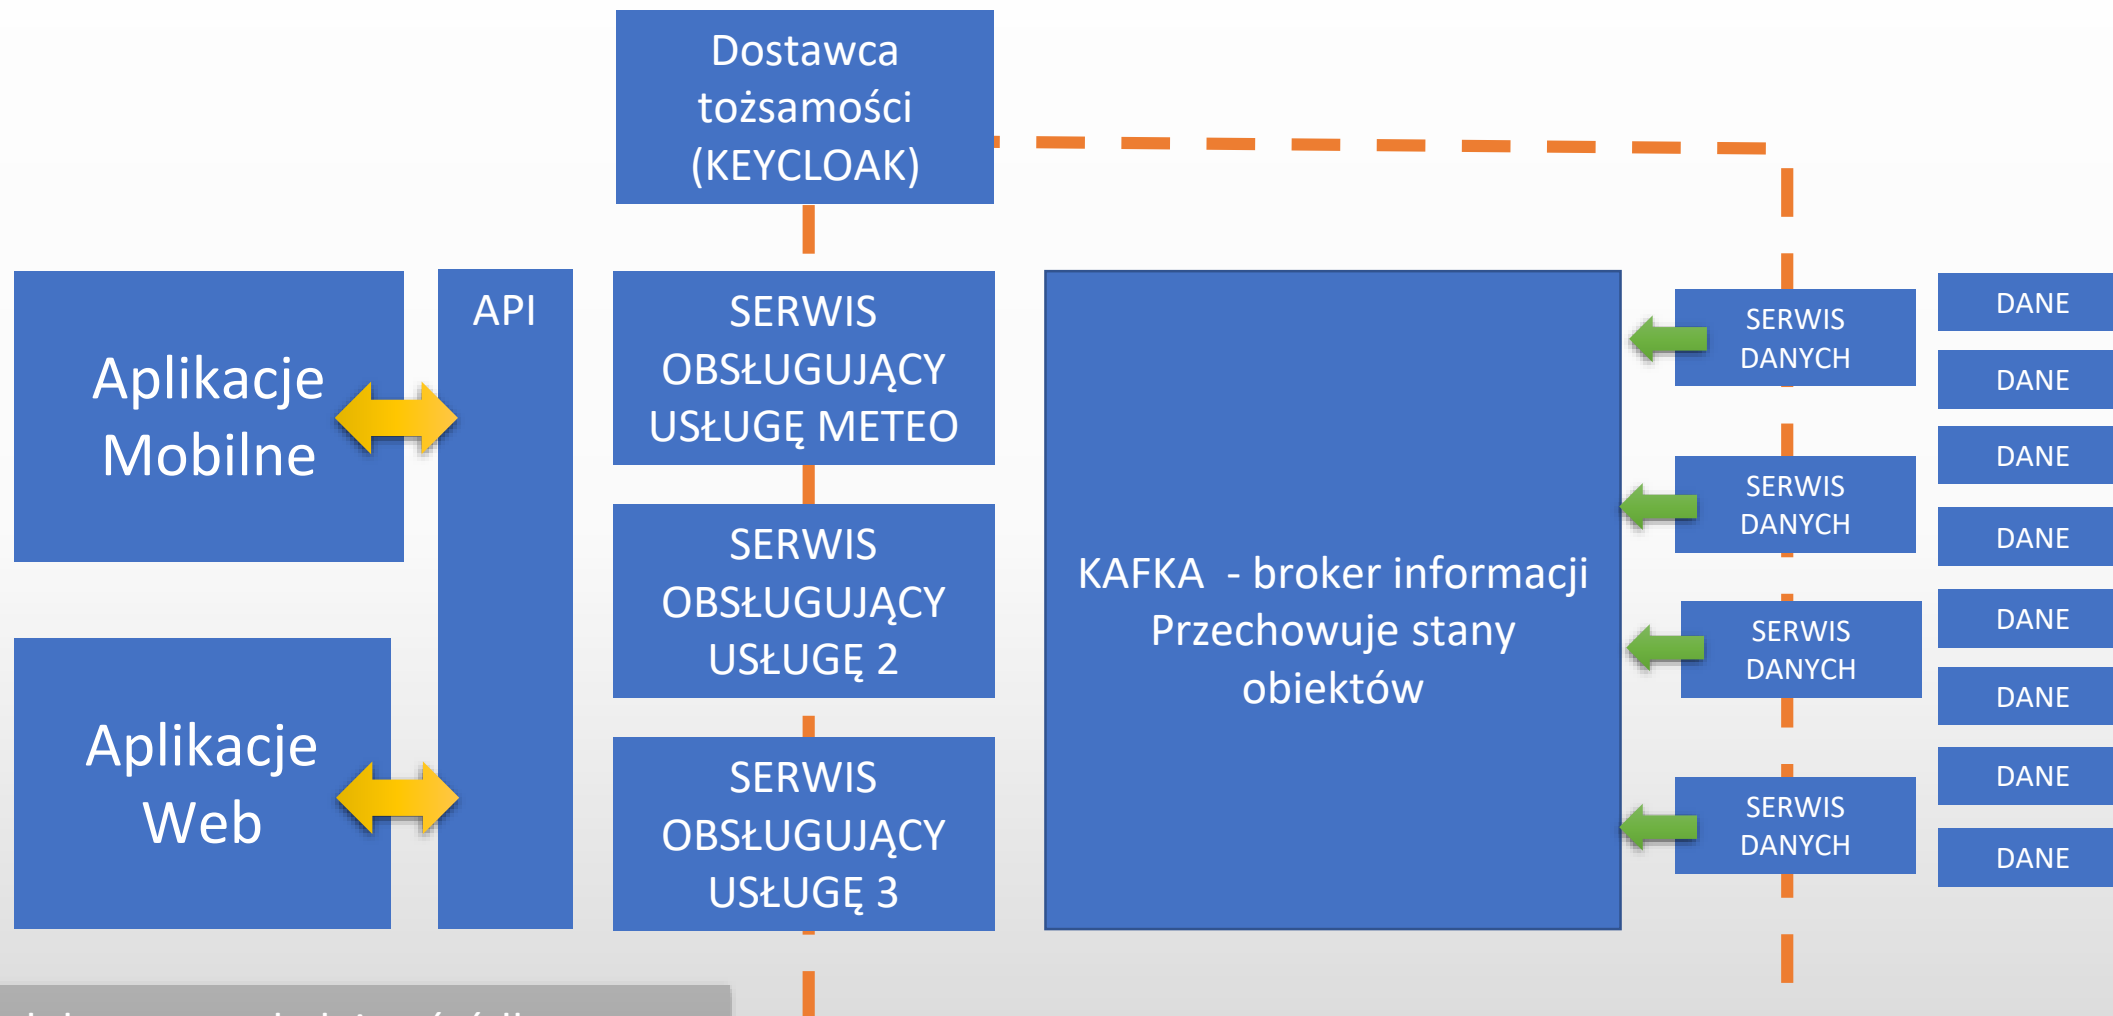 Dostawca
tożsamości
(KEYCLOAK)
Aplikacje
Mobilne
Aplikacje
Web
API
SERWIS
OBSŁUGUJĄCY
USŁUGĘ METEO
SERWIS
OBSŁUGUJĄCY
USŁUGĘ 2
SERWIS
OBSŁUGUJĄCY
USŁUGĘ 3
KAFKA - broker informacji
Przechowuje stany
obiektów
SERWIS
DANYCH
SERWIS
DANYCH
SERWIS
DANYCH
SERWIS
DANYCH
DANE
DANE
DANE
DANE
DANE
DANE
DANE
DANE